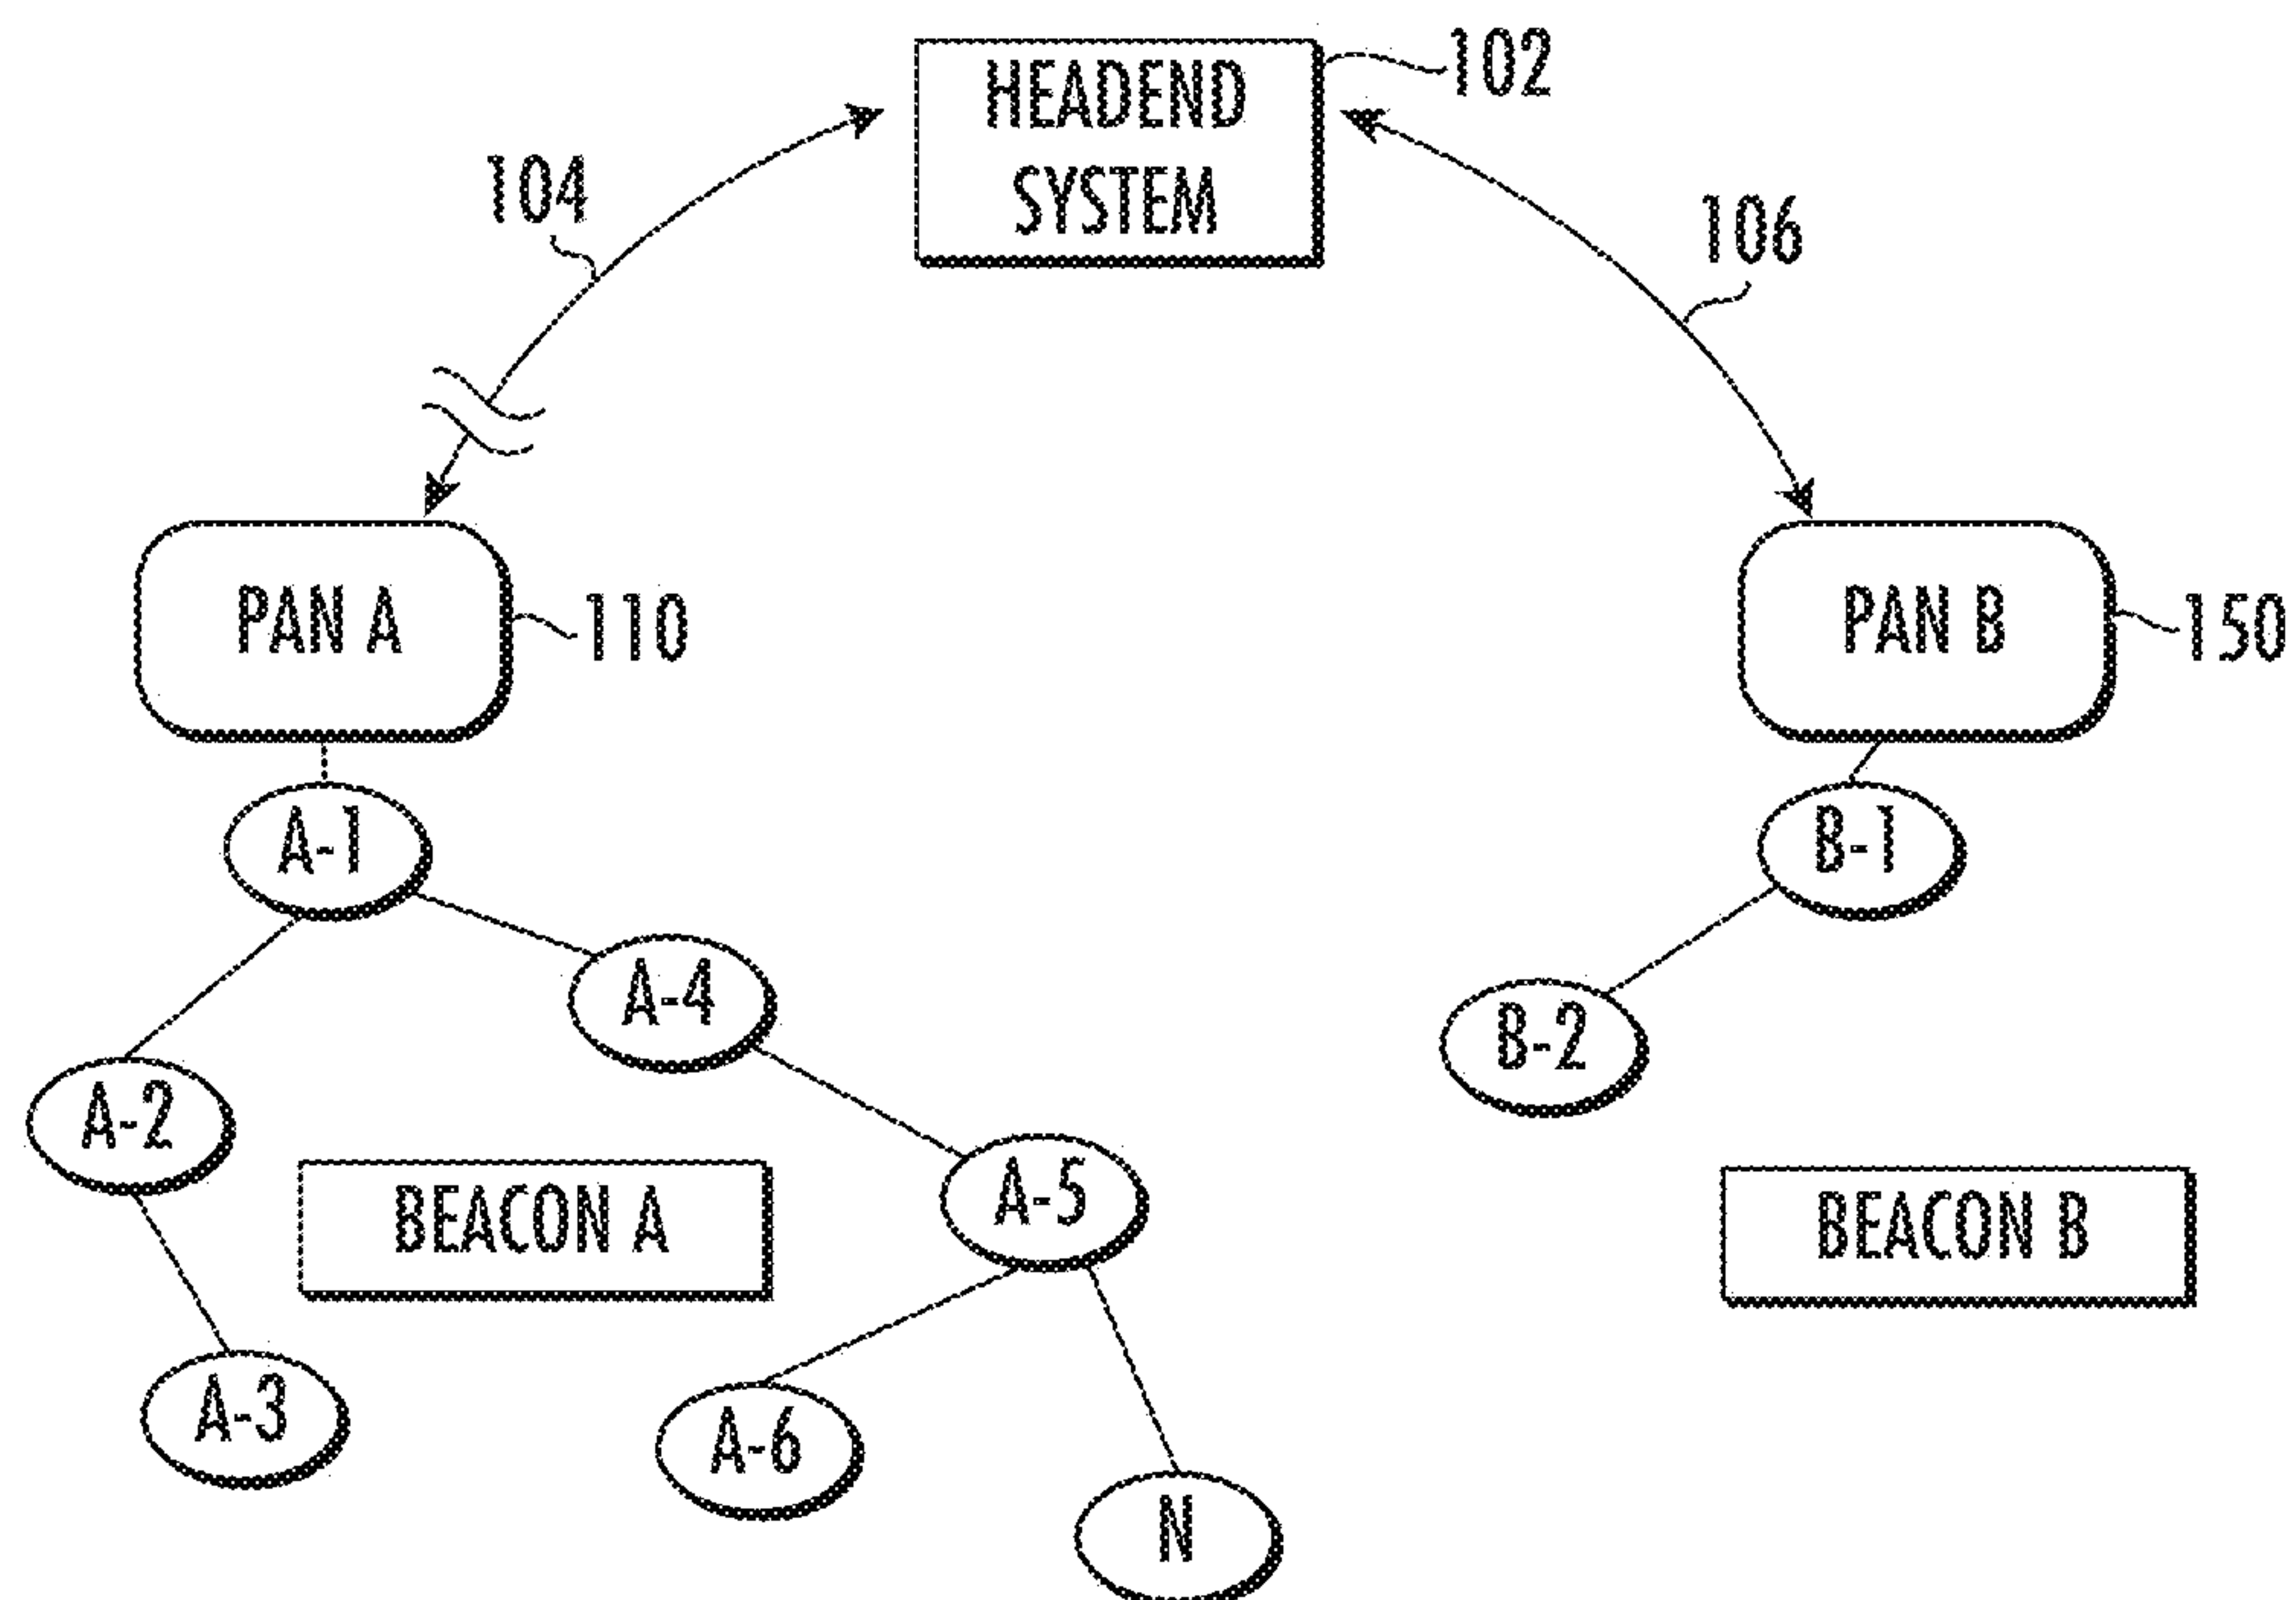 HEADEND
SYSTEM
102
104
106
PAN A
110
PAN B
150
A-1
B-1
A-4
B-2
A-2
A-5
BEACON A
BEACON B
A-3
A-6
N